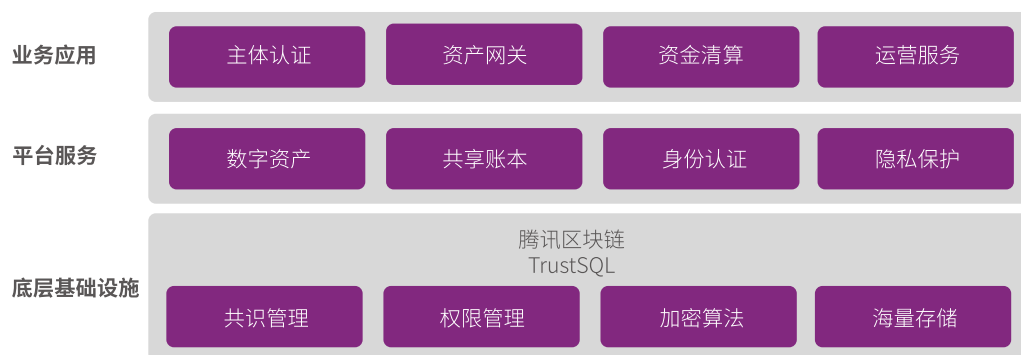 业务应用
主体认证
资产网关
资金清算
运营服务
平台服务
数字资产
共享账本
身份认证
隐私保护
底层基础设施
腾讯区块链
TrustSQL
共识管理
权限管理
加密算法
海量存储